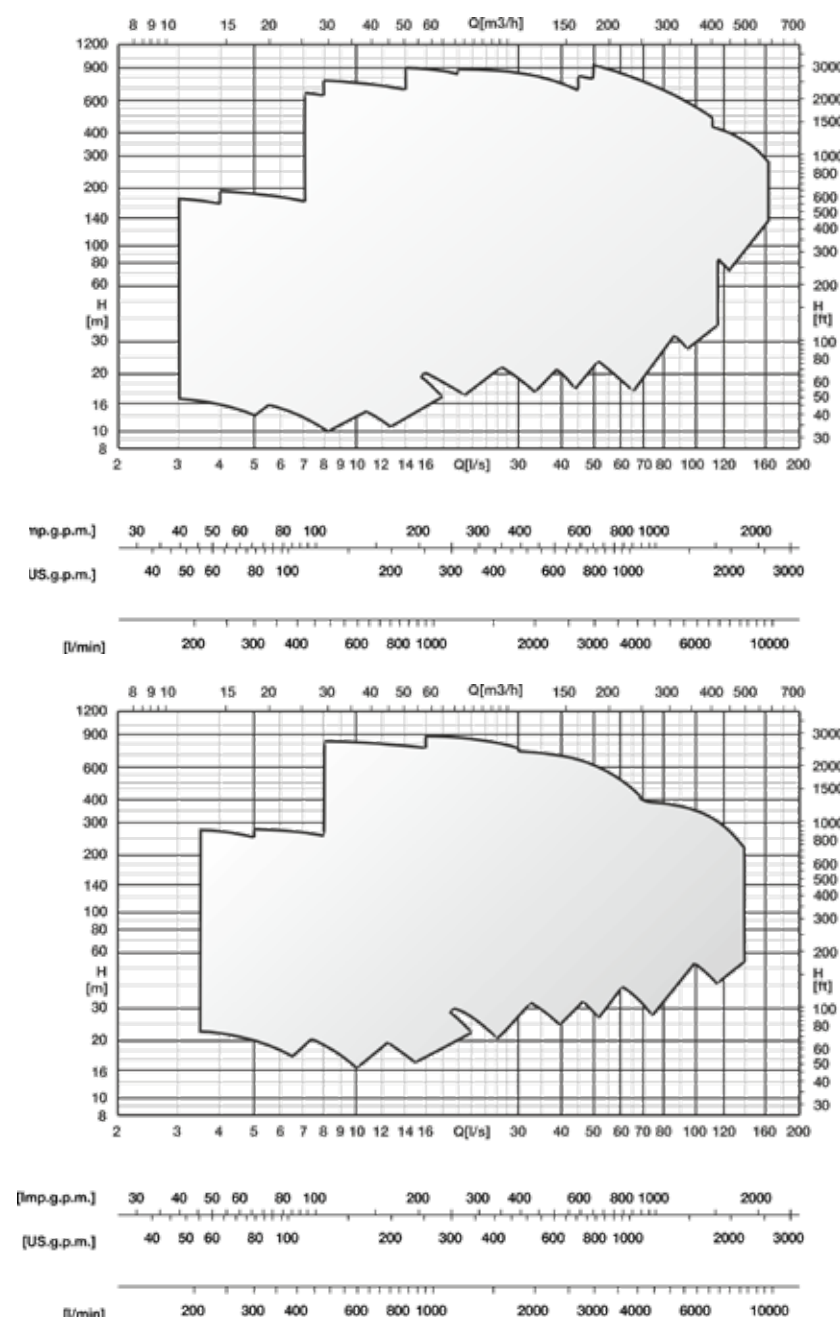 Q[m3/h]
8 9 10 15 20 30 40 50 60 150 200 300 400 500 700
1200
900 3000
600 2000
400 1500
300 1000
800
200 600
140 500
400
100 300
80
60 200
H H
[m] [ft]
30 100
80
20 60
16 50
40
10 30
8
2 3 4 5 6 7 8 9 10 12 14 16 Q[l/s] 30 40 50 60 70 80 100 120 160 200
mp.g.p.m.] 30 40 50 60 80 100 200 300 400 600 800 1000 2000
US.g.p.m.] 40 50 60 80 100 200 300 400 600 800 1000 2000 3000
[l/min] 200 300 400 600 800 1000 2000 3000 4000 6000 10000
Q[m3/h]
8 9 10 15 20 30 40 50 60 150 200 300 400 500 700
1200
900 3000
600 2000
400 1500
300 1000
800
200 600
140 500
400
100 300
80
60 200
H H
[m] [ft]
30 100
80
20 60
16 50
40
10 30
8
2 3 4 5 6 7 8 9 10 12 14 16 Q[l/s] 30 40 50 60 70 80 100 120 160 200
[Imp.g.p.m.] 30 40 50 60 80 100 200 300 400 600 800 1000 2000
[US.g.p.m.] 40 50 60 80 100 200 300 400 600 800 1000 2000 3000
[l/min] 200 300 400 600 800 1000 2000 3000 4000 6000 10000